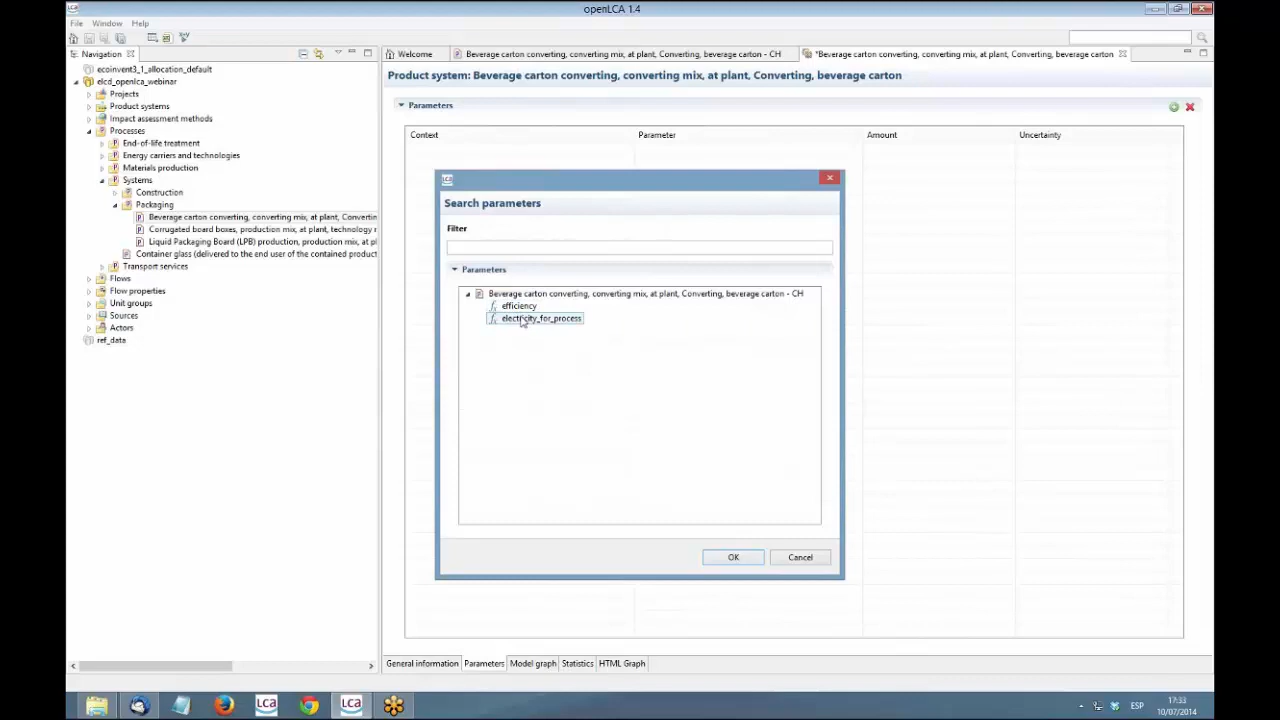 openLCA 1.4
File Window Help
Navigation
Welcome
Beverage carton converting, converting mix, at plant, Converting, beverage carton - CH
*Beverage carton converting, converting mix, at plant, Converting, beverage carton
ecoinvent3_1_allocation_default
elcd_openlca_webinar
Projects
Product systems
Impact assessment methods
Processes
End-of-life treatment
Energy carriers and technologies
Materials production
Systems
Construction
Packaging
Beverage carton converting, converting mix, at plant, Convertin
Corrugated board boxes, production mix, at plant, technology r
Liquid Packaging Board (LPB) production, production mix, at pl
Container glass (delivered to the end user of the contained product
Transport services
Flows
Flow properties
Unit groups
Sources
Actors
ref_data
Product system: Beverage carton converting, converting mix, at plant, Converting, beverage carton
Parameters
Context Parameter Amount Uncertainty
LCA
Search parameters
Filter
Parameters
Beverage carton converting, converting mix, at plant, Converting, beverage carton - CH
efficiency
electricity_for_process
OK Cancel
General information Parameters Model graph Statistics HTML Graph
LCA LCA
ESP
17:33
10/07/2014